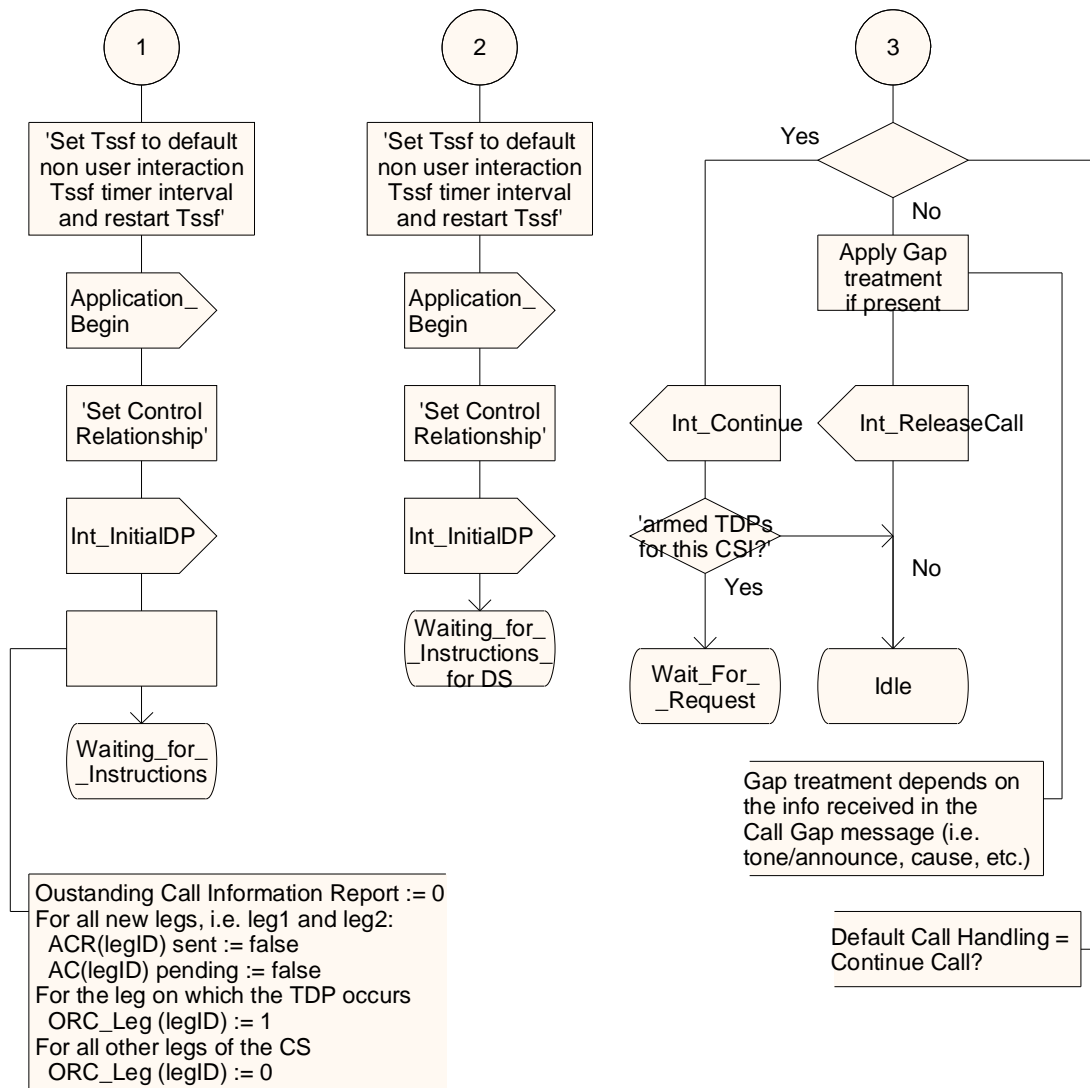 1
'Set Tssf to default
non user interaction
Tssf timer interval
and restart Tssf'
Application_
Begin
'Set Control
Relationship'
Int_InitialDP
Waiting_for_
_Instructions
Oustanding Call Information Report := 0
For all new legs, i.e. leg1 and leg2:
ACR(legID) sent := false
AC(legID) pending := false
For the leg on which the TDP occurs
ORC_Leg (legID) := 1
For all other legs of the CS
ORC_Leg (legID) := 0
2
'Set Tssf to default
non user interaction
Tssf timer interval
and restart Tssf'
Application_
Begin
'Set Control
Relationship'
Int_InitialDP
Waiting_for_
_Instructions_
for DS
3
Yes
No
Apply Gap
treatment
if present
Int_Continue
Int_ReleaseCall
'armed TDPs
for this CSI?'
Yes
No
Wait_For_
_Request
Idle
Gap treatment depends on
the info received in the
Call Gap message (i.e.
tone/announce, cause, etc.)
Default Call Handling =
Continue Call?